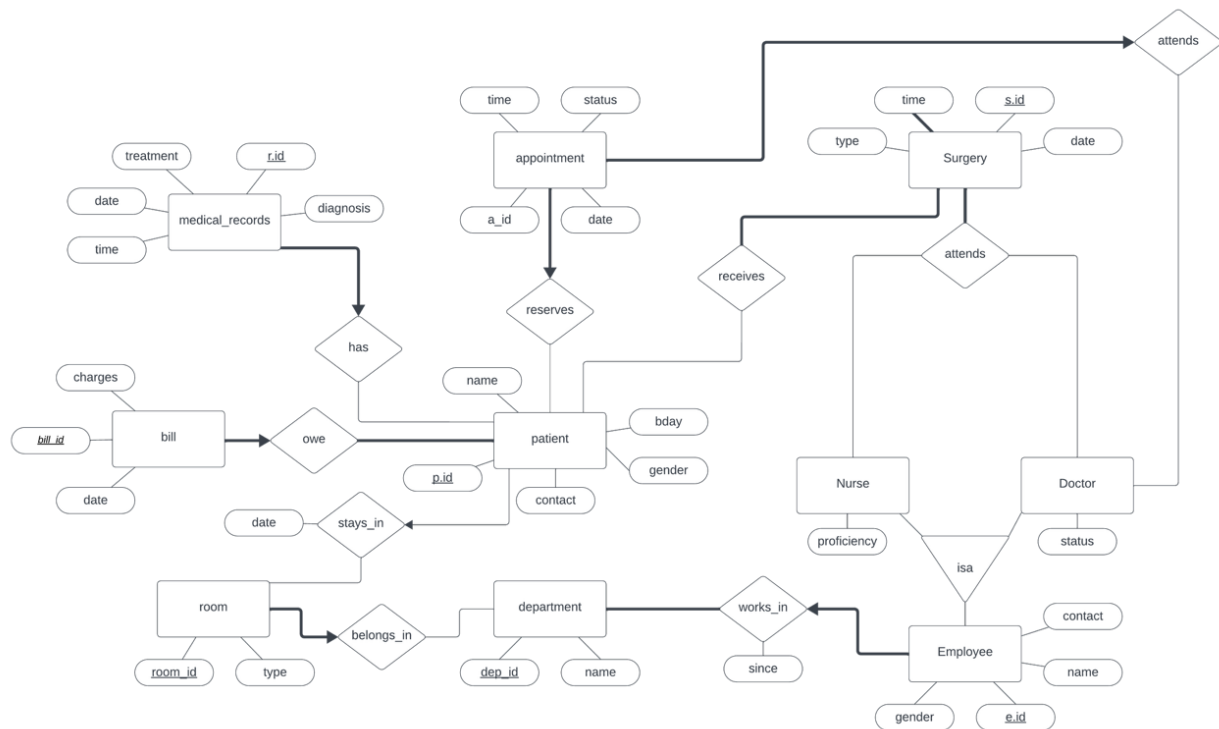 attends
time
status
time
s.id
appointment
type
Surgery
date
treatment
r.id
date
medical_records
diagnosis
time
a_id
date
attends
receives
reserves
has
name
charges
bill_id
bill
owe
patient
bday
gender
p.id
contact
date
Nurse
Doctor
date
stays_in
proficiency
status
isa
room
department
works_in
belongs_in
contact
Employee
room_id
type
dep_id
name
since
name
gender
e.id